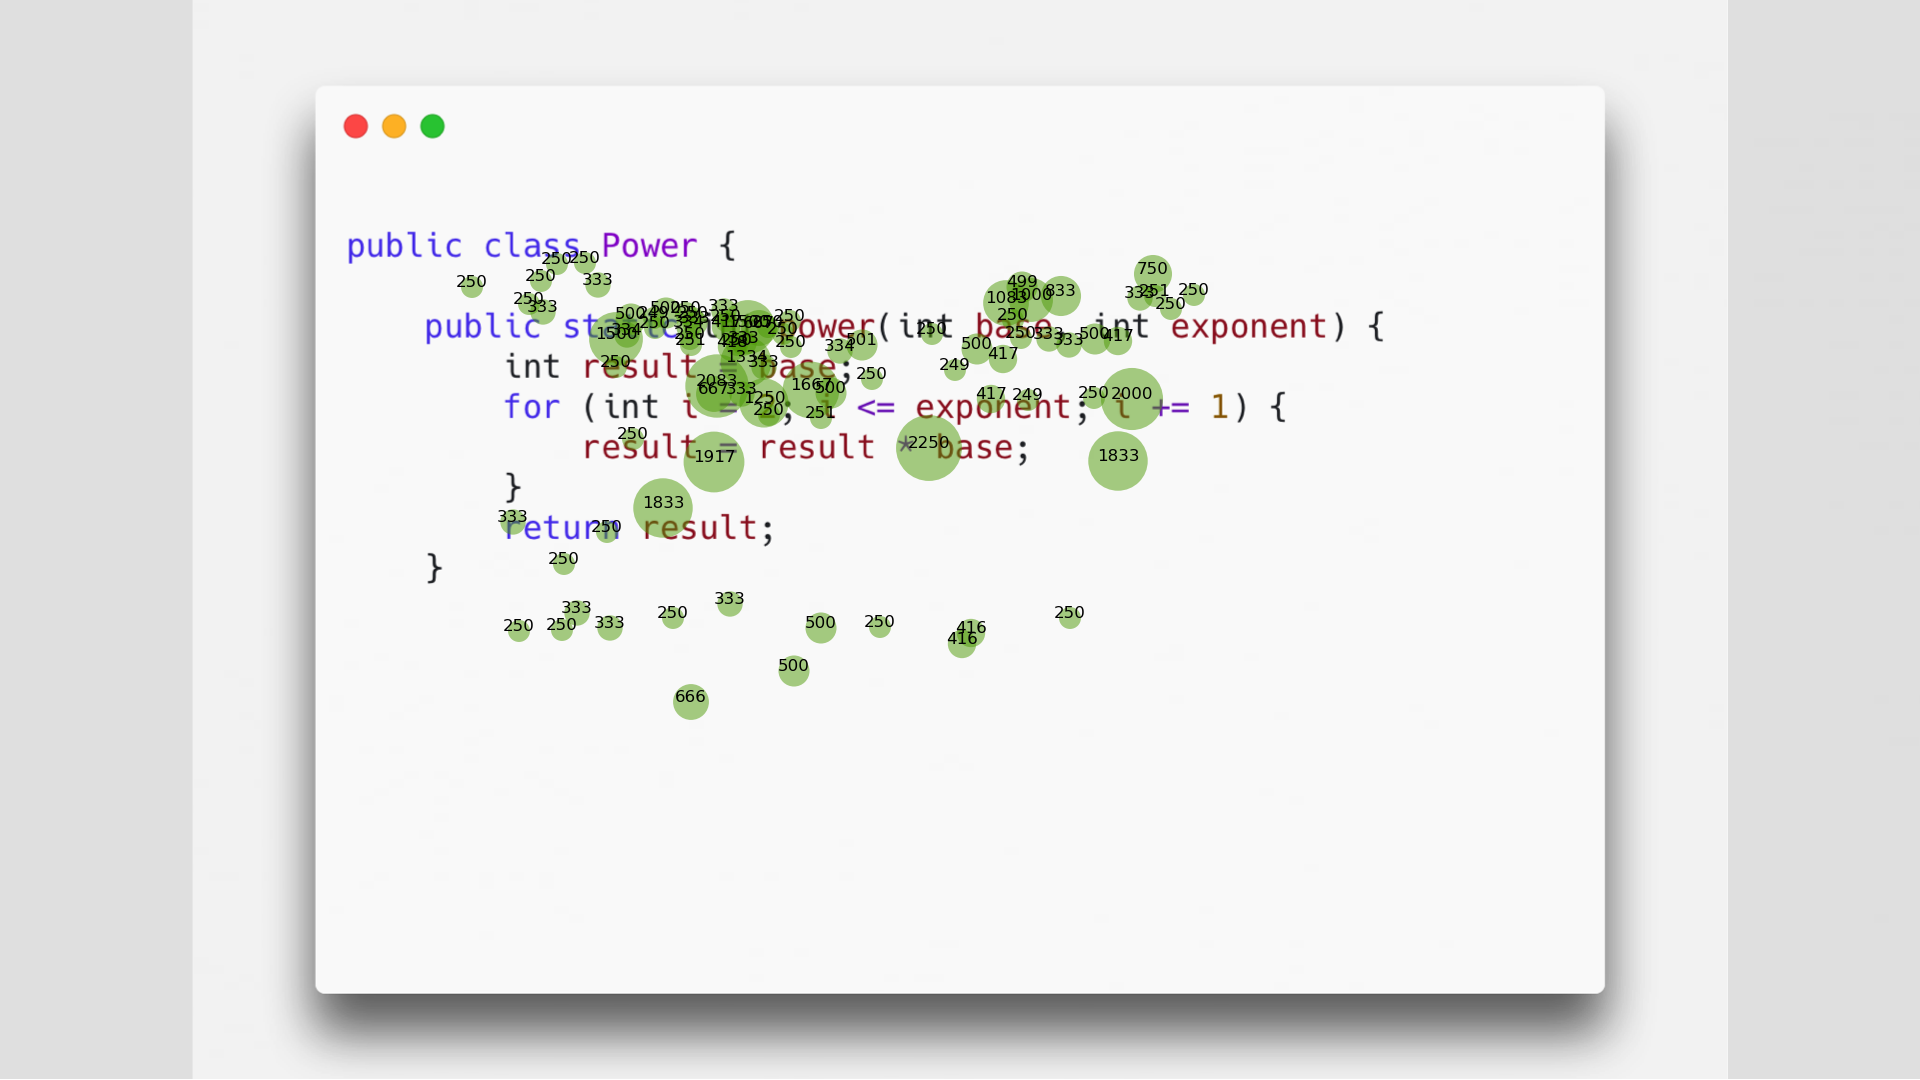 public class Power {
250 250
250 250 333
250 333
750
499 1083 1000 833
333 251 250 250
public static int power(int base, int exponent) {
500 249 500 250 333
1500 334 250
250 251 250 250 250
334 501 250
250 250 333 333 500 417
500 417 249
int result = base;
250 1334 333
2083 667 333 1250 250
1667 500 251 250
417 249 250 2000
for (int i = ; i <= exponent; i += 1) {
result = result * base;
250 1917 2250 1833
}
1833
return result;
333 250
}
250
333 333
250 250 333 250 500 250 416 250
416
500
666